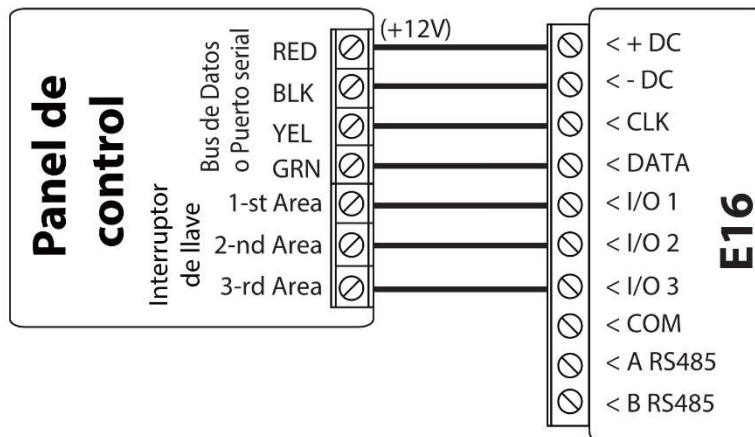 Panel de
control
Bus de Datos
o Puerto serial
Interruptor
de llave
RED
BLK
YEL
GRN
1-st Area
2-nd Area
3-rd Area
(+12V)
< + DC
< - DC
< CLK
< DATA
< I/O 1
< I/O 2
< I/O 3
< COM
< A RS485
< B RS485
E16